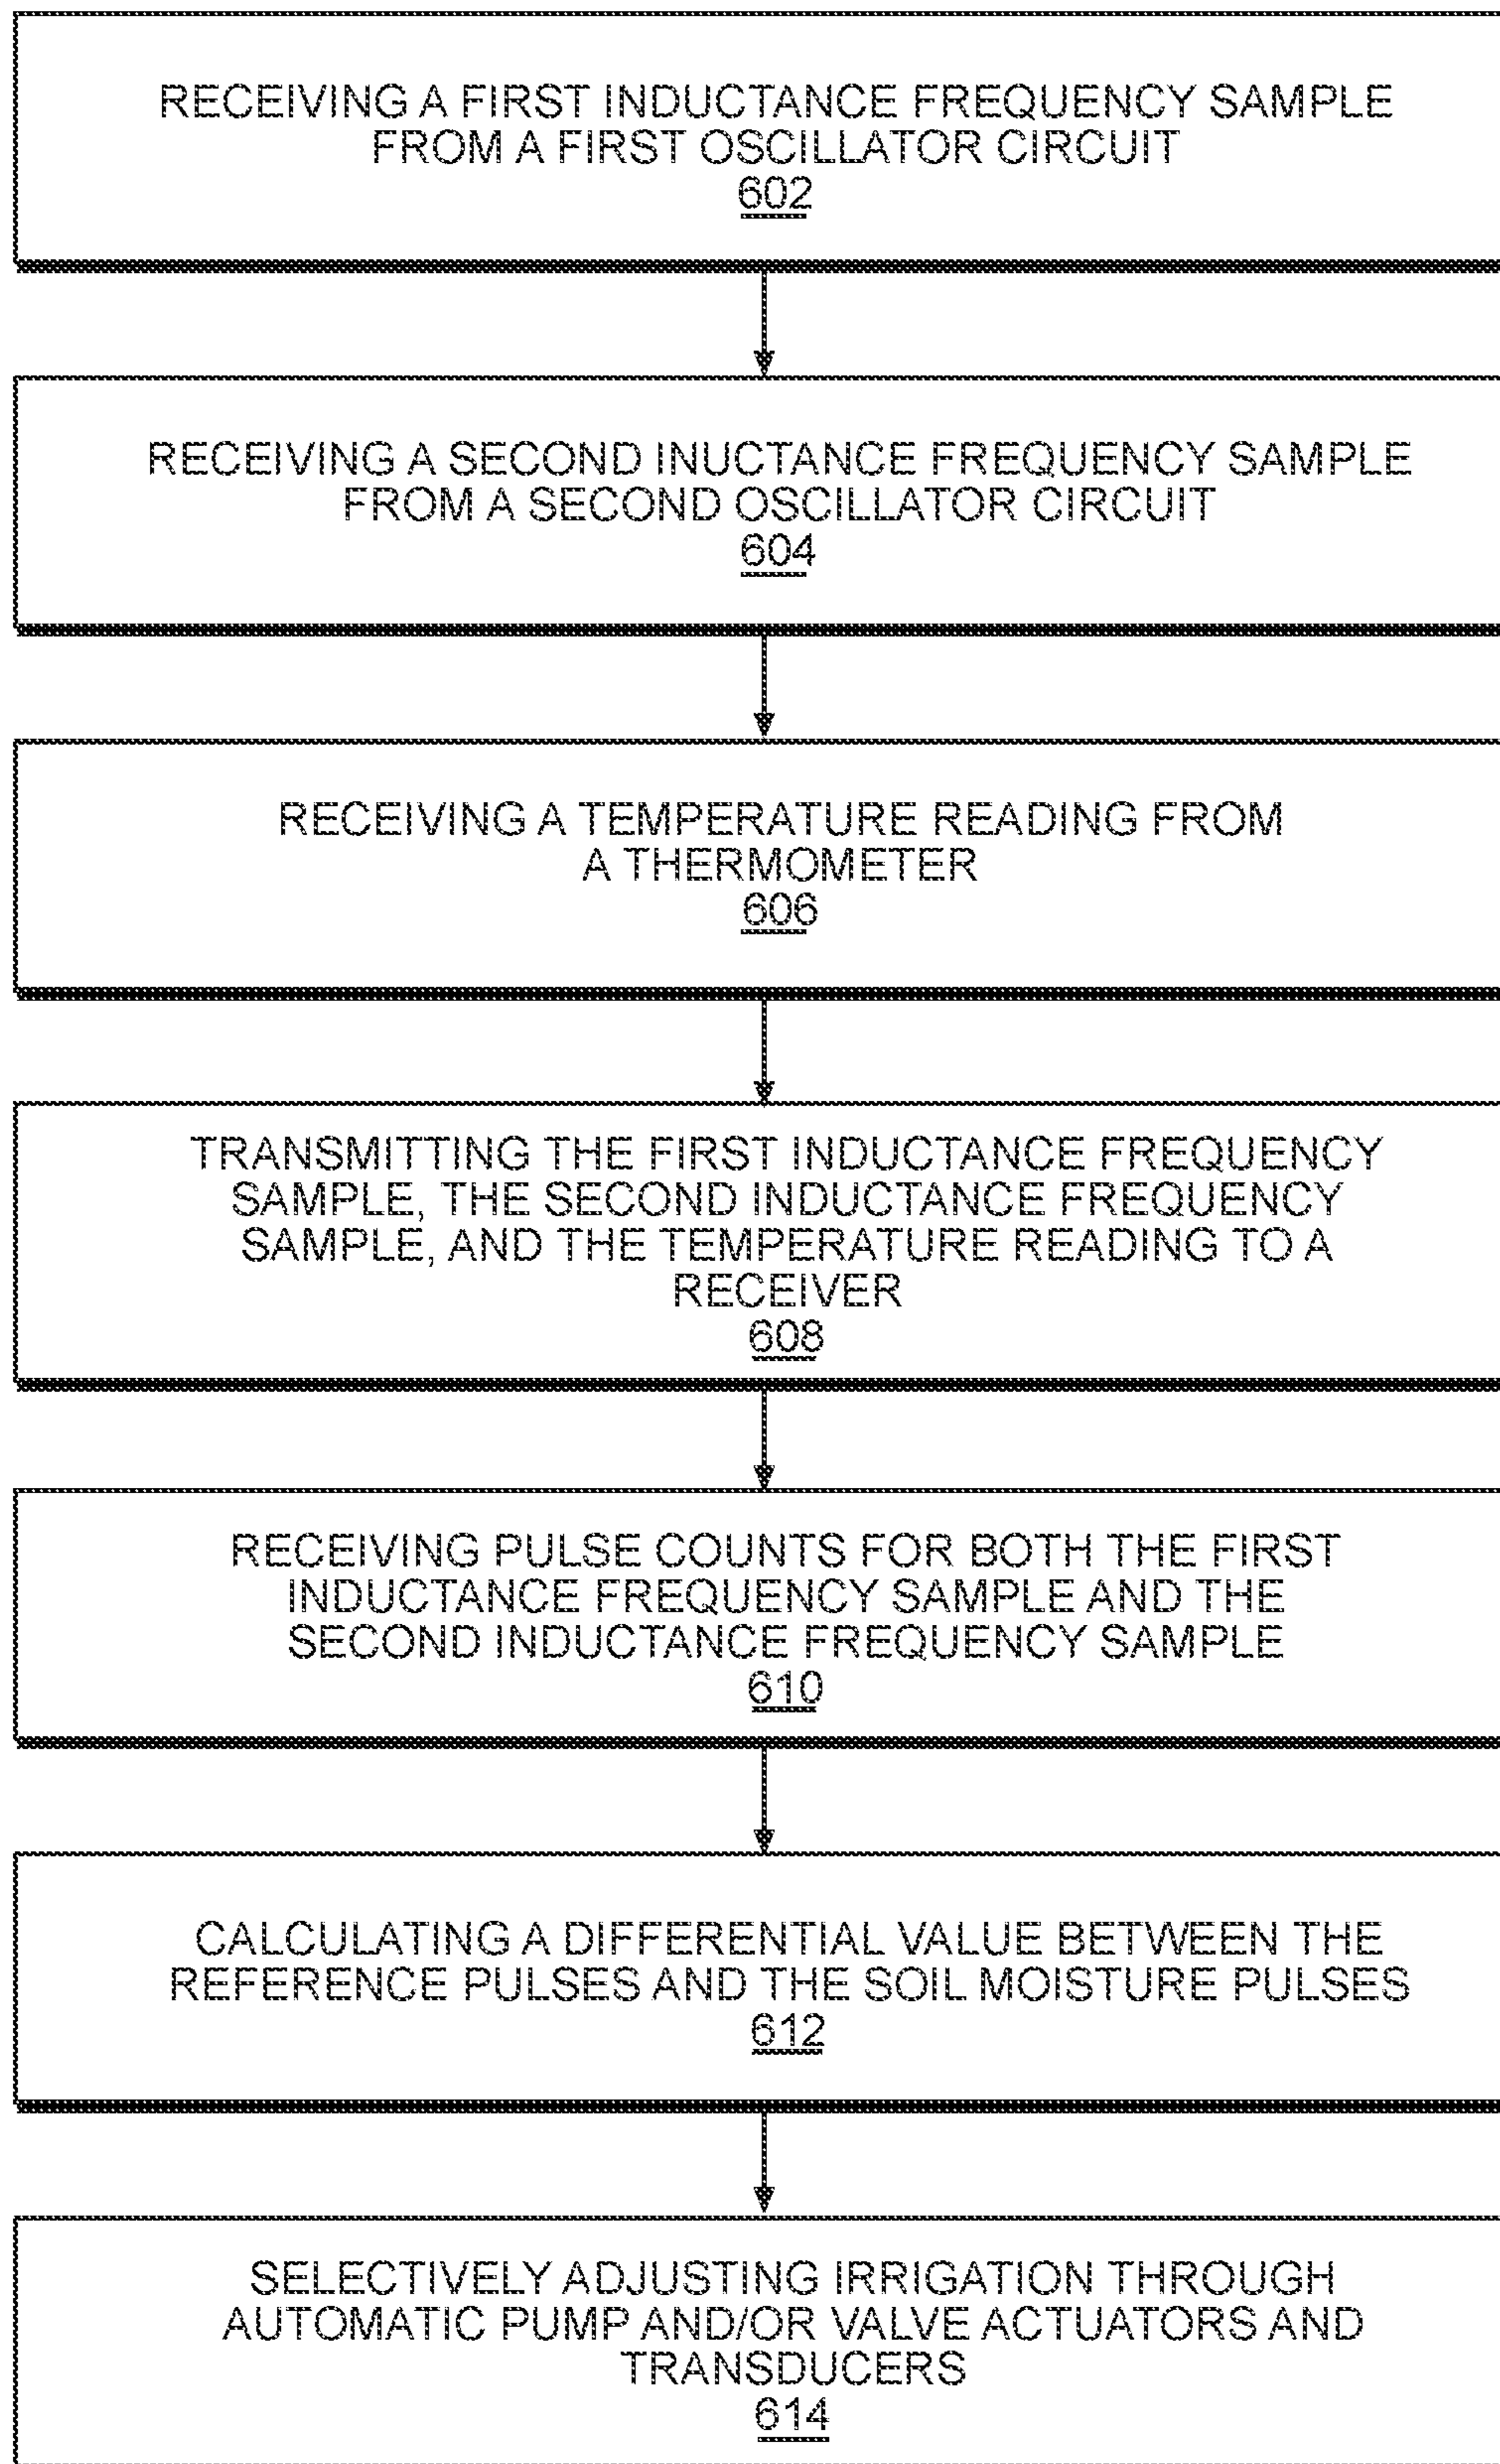 RECEIVING A FIRST INDUCTANCE FREQUENCY SAMPLE
FROM A FIRST OSCILLATOR CIRCUIT
602
RECEIVING A SECOND INUCTANCE FREQUENCY SAMPLE
FROM A SECOND OSCILLATOR CIRCUIT
604
RECEIVING A TEMPERATURE READING FROM
A THERMOMETER
606
TRANSMITTING THE FIRST INDUCTANCE FREQUENCY
SAMPLE, THE SECOND INDUCTANCE FREQUENCY
SAMPLE, AND THE TEMPERATURE READING TO A
RECEIVER
608
RECEIVING PULSE COUNTS FOR BOTH THE FIRST
INDUCTANCE FREQUENCY SAMPLE AND THE
SECOND INDUCTANCE FREQUENCY SAMPLE
610
CALCULATING A DIFFERENTIAL VALUE BETWEEN THE
REFERENCE PULSES AND THE SOIL MOISTURE PULSES
612
SELECTIVELY ADJUSTING IRRIGATION THROUGH
AUTOMATIC PUMP AND/OR VALVE ACTUATORS AND
TRANSDUCERS
614